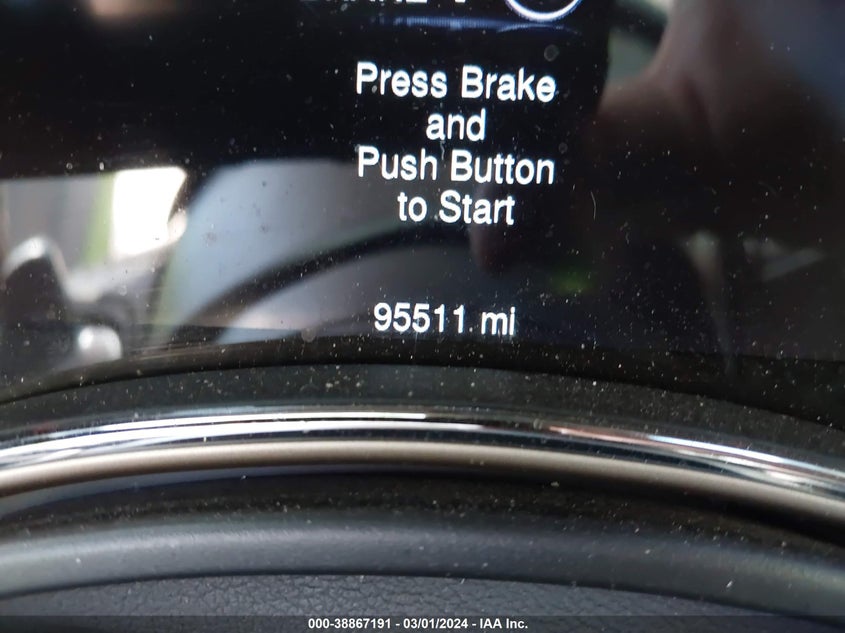 Press Brake
and
Push Button
to Start
95511 mi
000-38867191 - 03/01/2024 - IAA Inc.